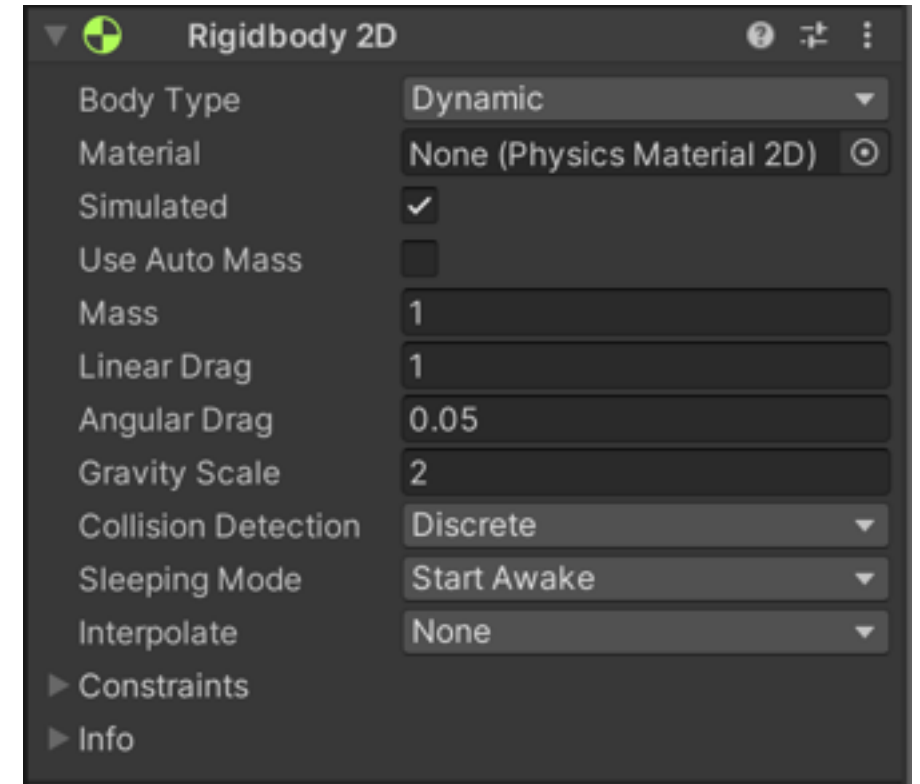 Rigidbody 2D
Body Type Dynamic
Material None (Physics Material 2D)
Simulated
Use Auto Mass
Mass 1
Linear Drag 1
Angular Drag 0.05
Gravity Scale 2
Collision Detection Discrete
Sleeping Mode Start Awake
Interpolate None
Constraints
Info